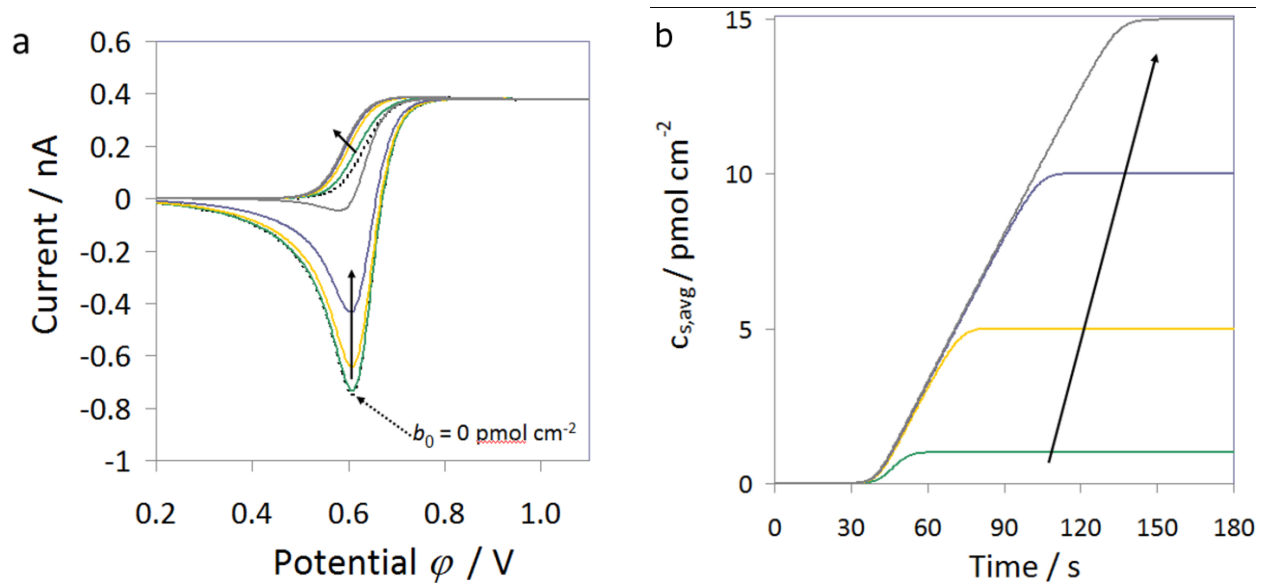 a
0.6
0.4
0.2
0
-0.2
-0.4
-0.6
-0.8
-1
Current / nA
b₀ = 0 pmol cm⁻²
0.2 0.4 0.6 0.8 1.0
Potential φ / V
b
15
10
5
0
c_s,avg / pmol cm⁻²
0 30 60 90 120 150 180
Time / s